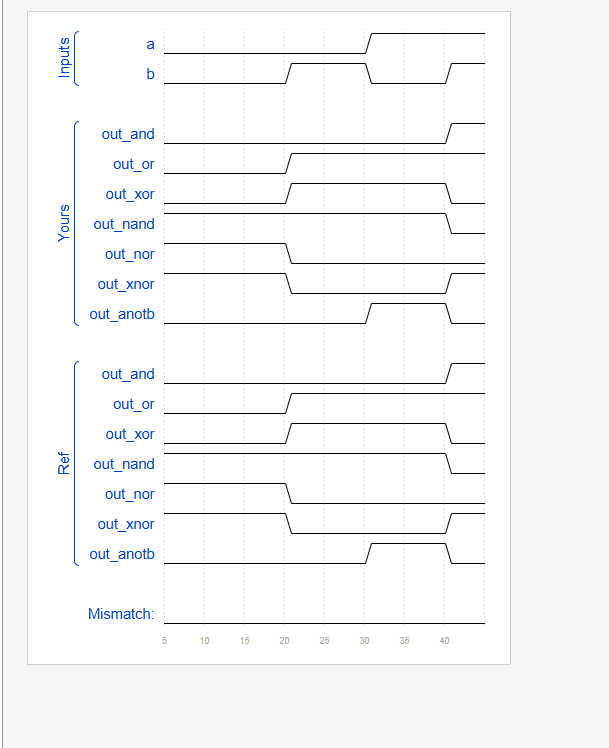 Inputs
a
b
Yours
out_and
out_or
out_xor
out_nand
out_nor
out_xnor
out_anotb
Ref
out_and
out_or
out_xor
out_nand
out_nor
out_xnor
out_anotb
Mismatch:
5 10 15 20 25 30 35 40